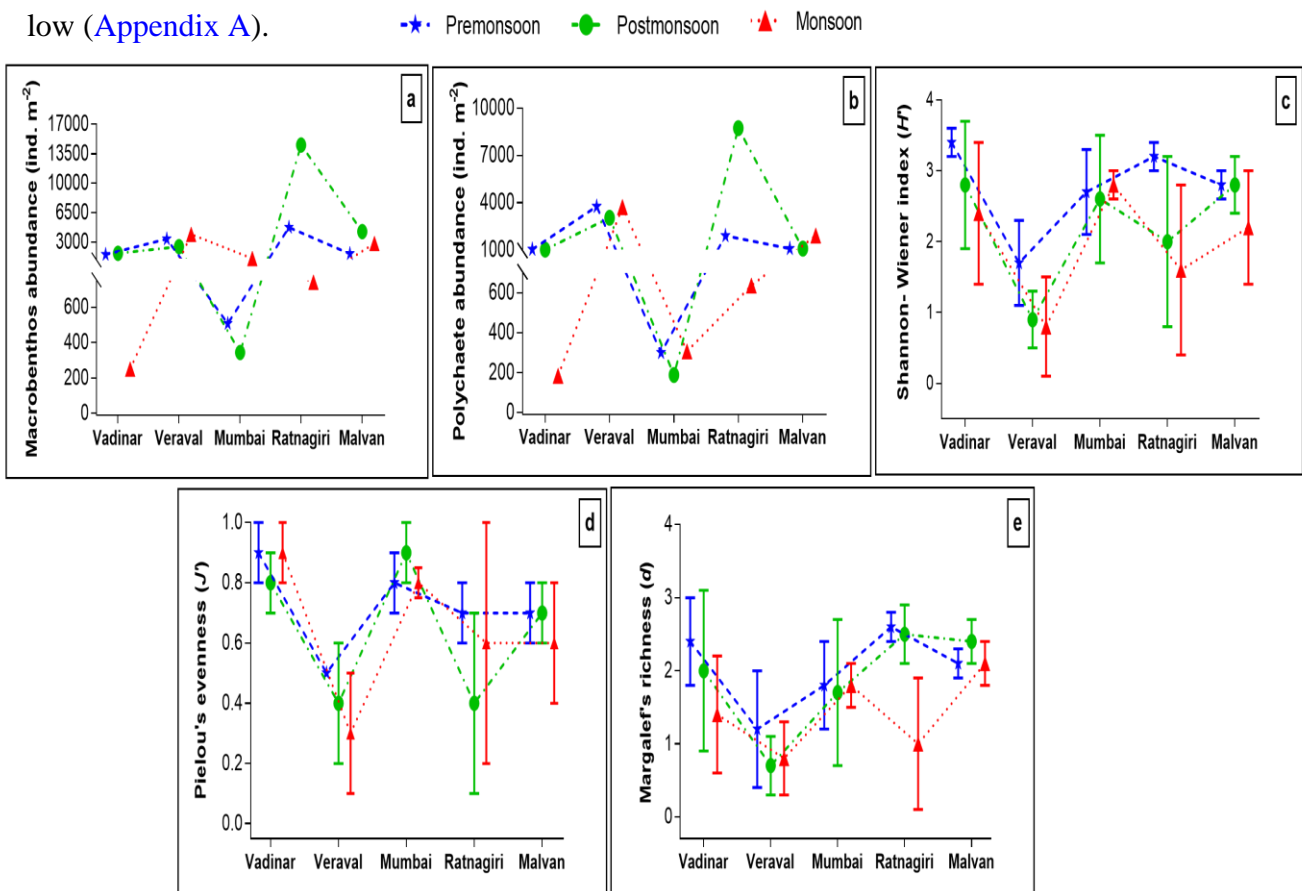 low (Appendix A).
Premonsoon Postmonsoon Monsoon
a
Macrobenthos abundance (ind. m-2)
17000
13500
10000
6500
3000
600
400
200
0
Vadinar Veraval Mumbai Ratnagiri Malvan
b
Polychaete abundance (ind. m-2)
10000
7000
4000
1000
600
400
200
0
Vadinar Veraval Mumbai Ratnagiri Malvan
c
Shannon- Wiener index (H')
4
3
2
1
0
Vadinar Veraval Mumbai Ratnagiri Malvan
d
Pielou's evenness (J')
1.0
0.8
0.6
0.4
0.2
0.0
Vadinar Veraval Mumbai Ratnagiri Malvan
e
Margalef's richness (d)
4
3
2
1
0
Vadinar Veraval Mumbai Ratnagiri Malvan